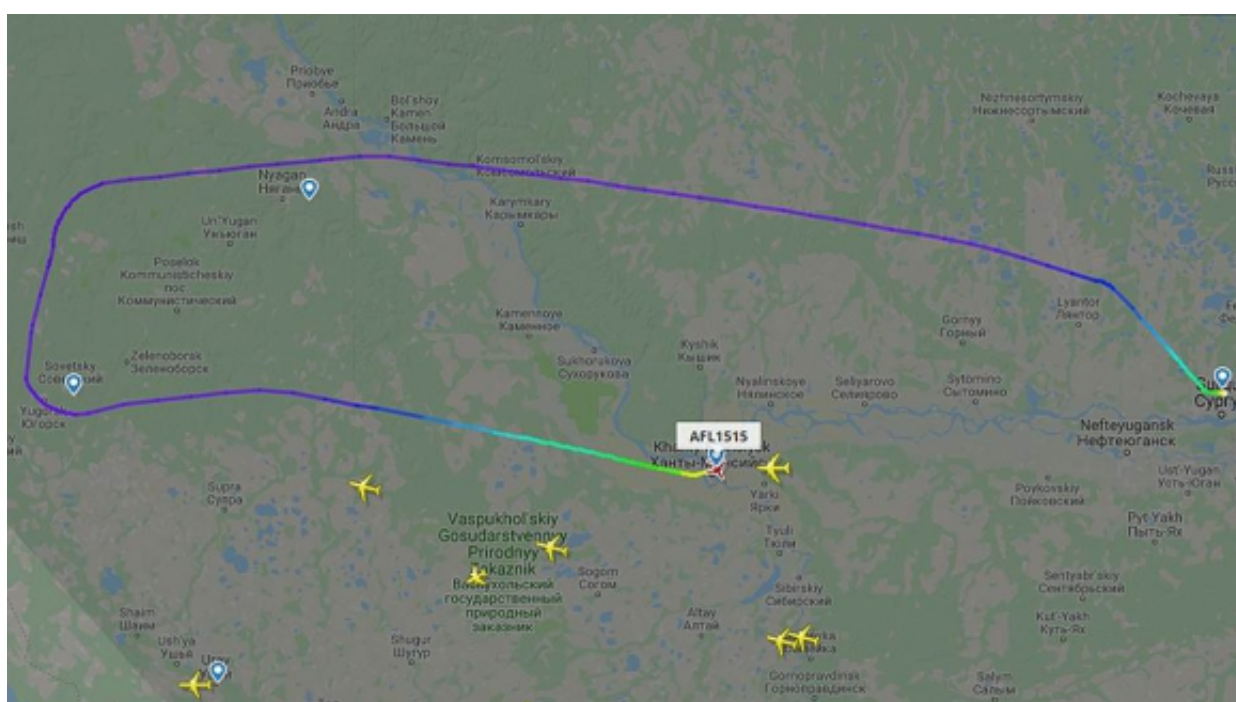 Priobye
Приобье
Andra
Андра
Bol'shoy
Kamen
Большой
Камень
Nizhnesortymskiy
Нижнесортымский
Kochevaya
Кочевая
Komsomol'skiy
Комсомольский
Nyagan
Karymkary
Карымкары
Un'Yugan
Унъюган
Poselok
Kommunisticheskiy
пос
Коммунистический
Lyantor
Лянтор
Kamennoye
Каменное
Gornyy
Горный
Sovetsky
Zelenoborsk
Зеленоборск
Sukhorukova
Сухорукова
Kyshik
Кышик
Nyalinskoye
Нялинское
Seliyarovo
Селиярово
Sytomino
Сытомино
Югорск
Nefteyugansk
Нефтеюганск
AFL1515
Supra
Супра
Yarki
Ярки
Poykovskiy
Пойковский
Ust'-Yugan
Усть-Юган
Vaspukhol'skiy
Gosudarstvennyy
Prirodnyy
Васпухольский
государственный
природный
заказник
Tyuli
Тюли
Pyt-Yakh
Пыть-Ях
Sogom
Согом
Sibirskiy
Сибирский
Sentyabr'skiy
Сентябрьский
Shaim
Шаим
Altay
Алтай
Kut'-Yakh
Куть-Ях
Ush'ya
Ушья
Shugur
Шугур
Gornopravdinsk
Горноправдинск
Salym
Салым